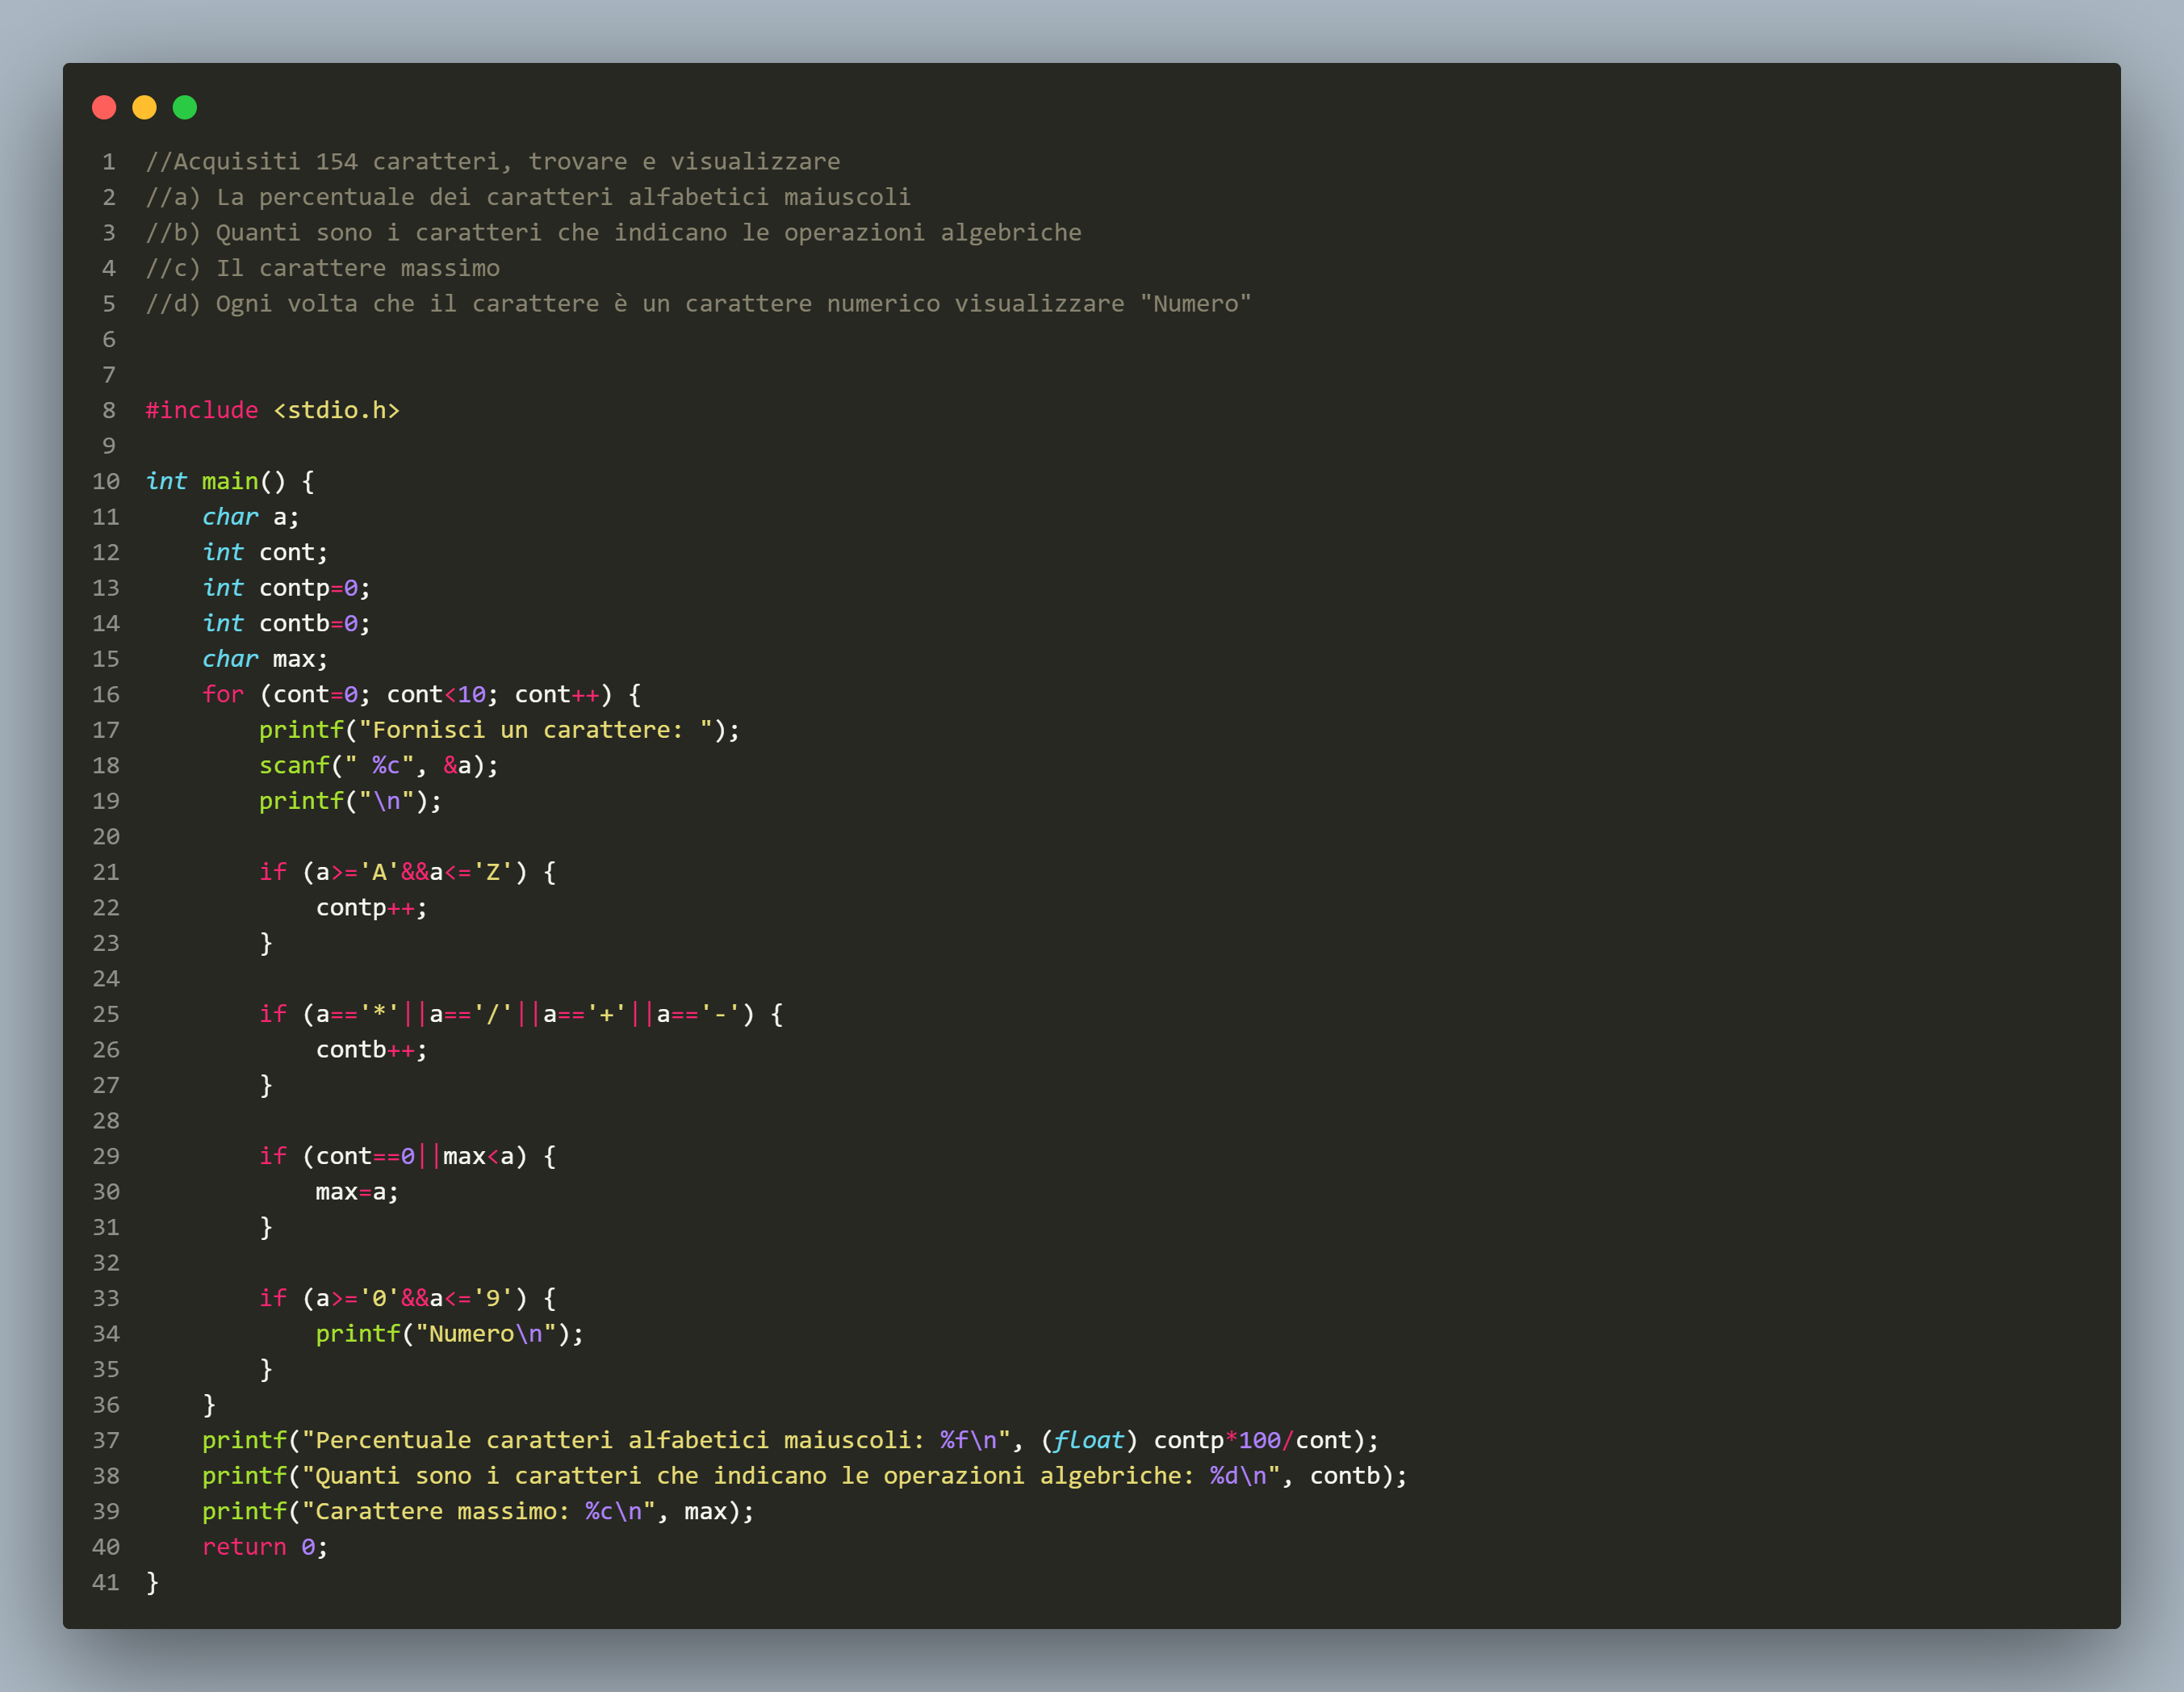 1 //Acquisiti 154 caratteri, trovare e visualizzare
2 //a) La percentuale dei caratteri alfabetici maiuscoli
3 //b) Quanti sono i caratteri che indicano le operazioni algebriche
4 //c) Il carattere massimo
5 //d) Ogni volta che il carattere è un carattere numerico visualizzare "Numero"
6
7
8 #include <stdio.h>
9
10 int main() {
11     char a;
12     int cont;
13     int contp=0;
14     int contb=0;
15     char max;
16     for (cont=0; cont<10; cont++) {
17         printf("Fornisci un carattere: ");
18         scanf(" %c", &a);
19         printf("\n");
20
21         if (a>='A'&&a<='Z') {
22             contp++;
23         }
24
25         if (a=='*'||a=='/'||a=='+'||a=='-') {
26             contb++;
27         }
28
29         if (cont==0||max<a) {
30             max=a;
31         }
32
33         if (a>='0'&&a<='9') {
34             printf("Numero\n");
35         }
36     }
37     printf("Percentuale caratteri alfabetici maiuscoli: %f\n", (float) contp*100/cont);
38     printf("Quanti sono i caratteri che indicano le operazioni algebriche: %d\n", contb);
39     printf("Carattere massimo: %c\n", max);
40     return 0;
41 }